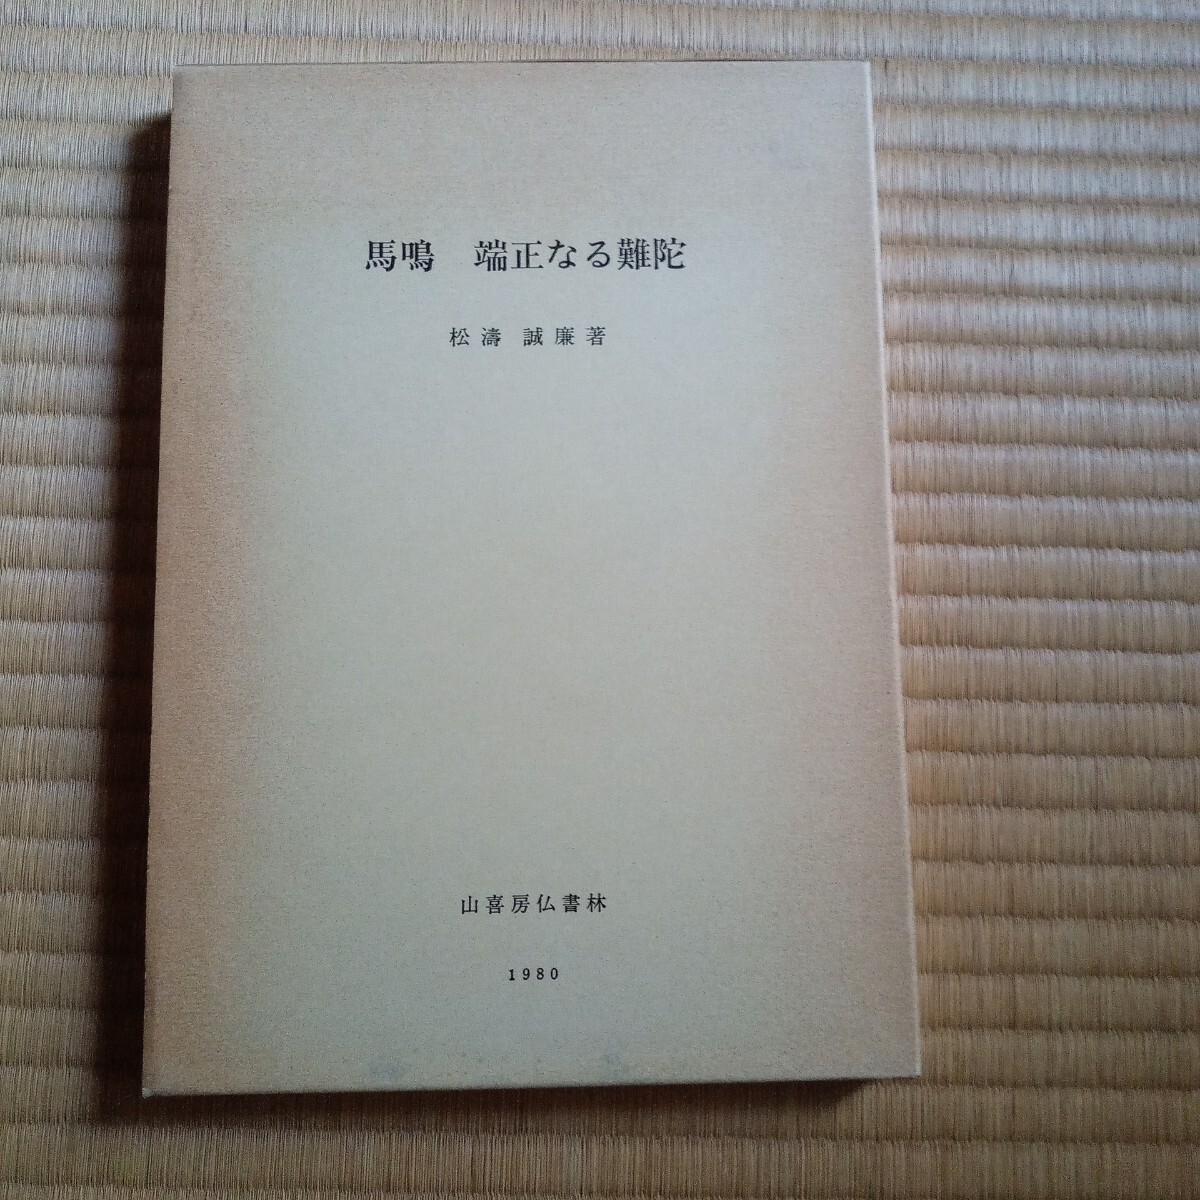 馬鳴　端正なる難陀
松濤 誠廉著
山喜房仏書林
1980